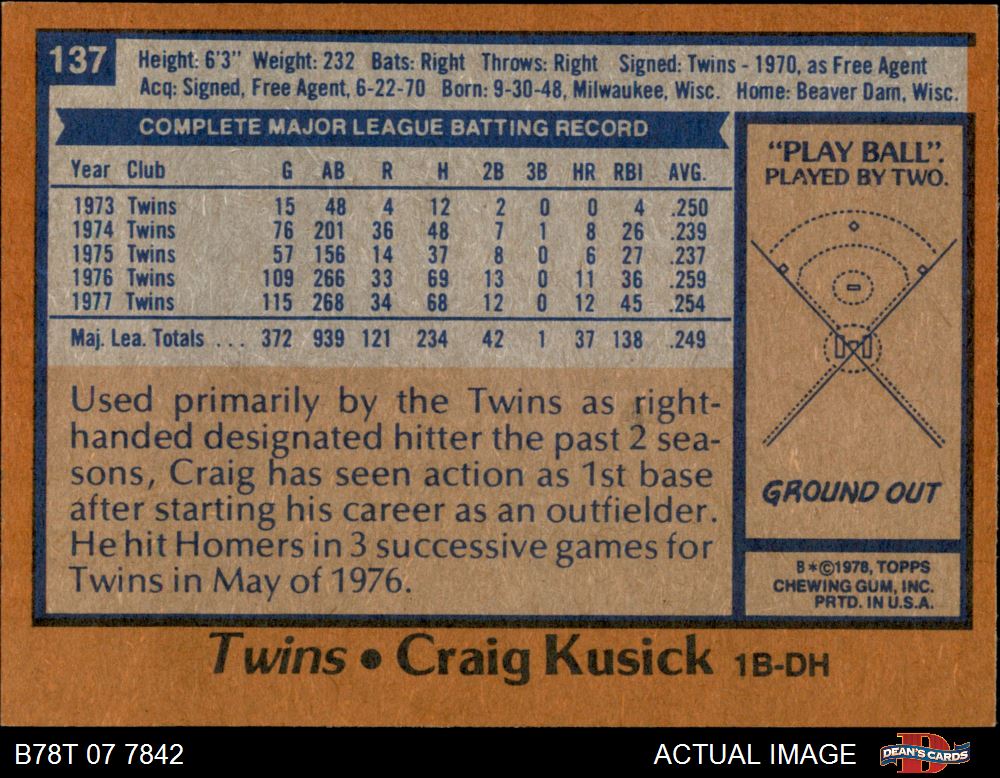 137
Height: 6'3" Weight: 232 Bats: Right Throws: Right Signed: Twins - 1970, as Free Agent
Acq: Signed, Free Agent, 6-22-70 Born: 9-30-48, Milwaukee, Wisc. Home: Beaver Dam, Wisc.
COMPLETE MAJOR LEAGUE BATTING RECORD
Year Club G AB R H 2B 3B HR RBI AVG.
1973 Twins 15 48 4 12 2 0 0 4 .250
1974 Twins 76 201 36 48 7 1 8 26 .239
1975 Twins 57 156 14 37 8 0 6 27 .237
1976 Twins 109 266 33 69 13 0 11 36 .259
1977 Twins 115 268 34 68 12 0 12 45 .254
Maj. Lea. Totals ... 372 939 121 234 42 1 37 138 .249
Used primarily by the Twins as right-
handed designated hitter the past 2 sea-
sons, Craig has seen action as 1st base
after starting his career as an outfielder.
He hit Homers in 3 successive games for
Twins in May of 1976.
"PLAY BALL".
PLAYED BY TWO.
GROUND OUT
B*©1978, TOPPS
CHEWING GUM, INC.
PRTD. IN U.S.A.
Twins • Craig Kusick 1B-DH
B78T 07 7842
ACTUAL IMAGE
D
DEAN'S CARDS